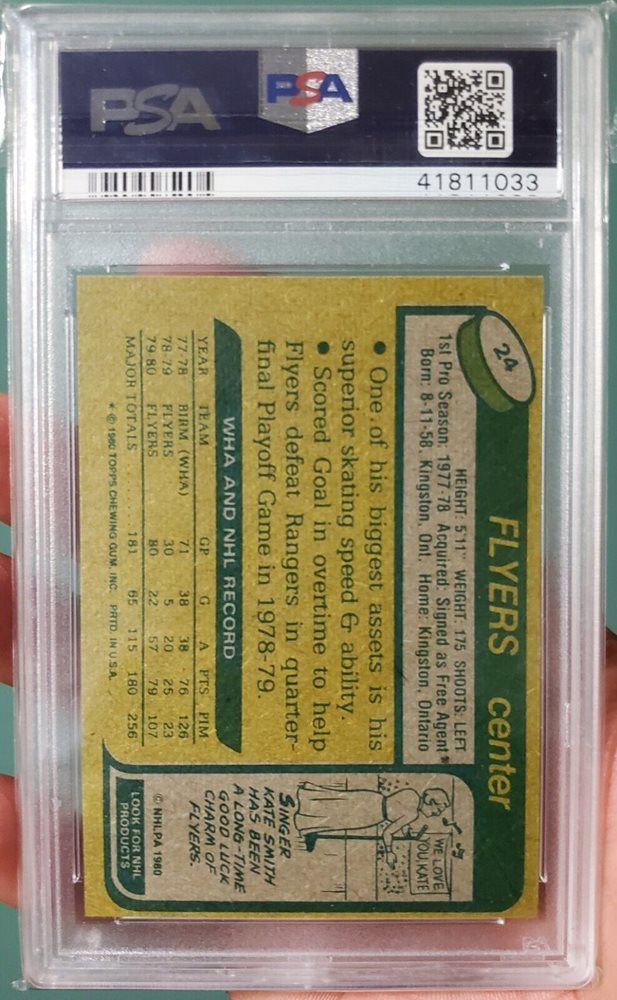 PSA
PSA
41811033
24
FLYERS center
HEIGHT: 5'11" WEIGHT: 175 SHOOTS: LEFT
1st Pro Season: 1977-78 Acquired: Signed as Free Agent
Born: 8-11-58, Kingston, Ont. Home: Kingston, Ontario
• One of his biggest assets is his
superior skating speed & ability.
• Scored Goal in overtime to help
Flyers defeat Rangers in quarter-
final Playoff Game in 1978-79.
WHA AND NHL RECORD
YEAR TEAM GP G A PTS PIM
77-78 BIRM (WHA) 71 38 38 76 126
78-79 FLYERS 30 5 20 25 23
79-80 FLYERS 80 22 57 79 107
MAJOR TOTALS 181 65 115 180 256
* © 1980 TOPPS CHEWING GUM, INC. PRTD. IN U.S.A.
WE LOVE
YOU, KATE
SINGER
KATE SMITH
HAS BEEN
A LONG-TIME
GOOD LUCK
CHARM OF
FLYERS.
© NHLPA 1980
LOOK FOR NHL
PRODUCTS